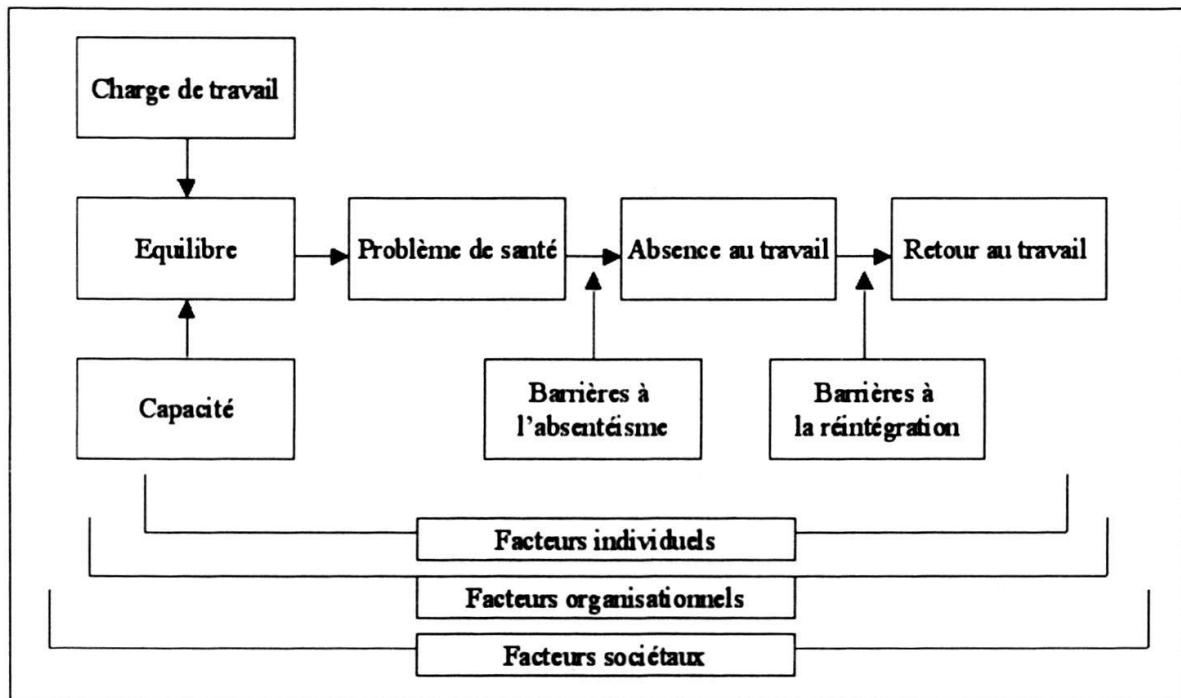 Charge de travail
Equilibre
Problème de santé
Absence au travail
Retour au travail
Capacité
Barrières à
l'absentéisme
Barrières à
la réintégration
Facteurs individuels
Facteurs organisationnels
Facteurs sociétaux